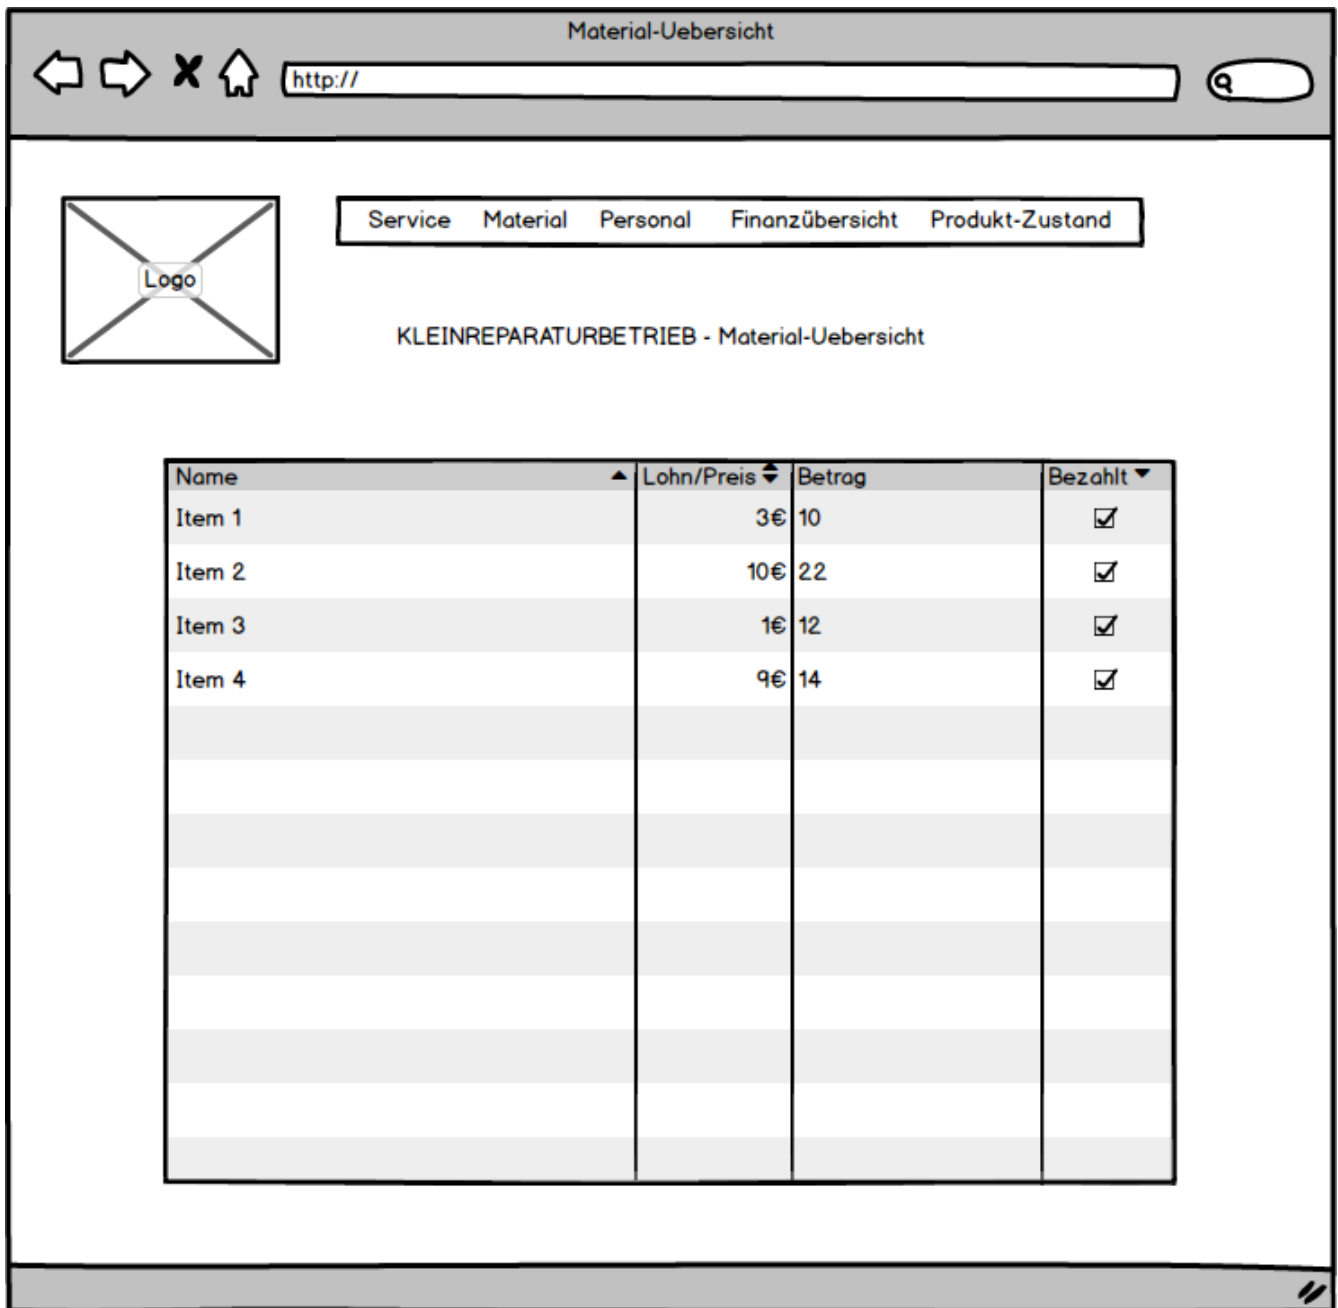 Material-Uebersicht
http://
Service Material Personal Finanzübersicht Produkt-Zustand
Logo
KLEINREPARATURBETRIEB - Material-Uebersicht
Name Lohn/Preis Betrag Bezahlt
Item 1 3€ 10
Item 2 10€ 22
Item 3 1€ 12
Item 4 9€ 14